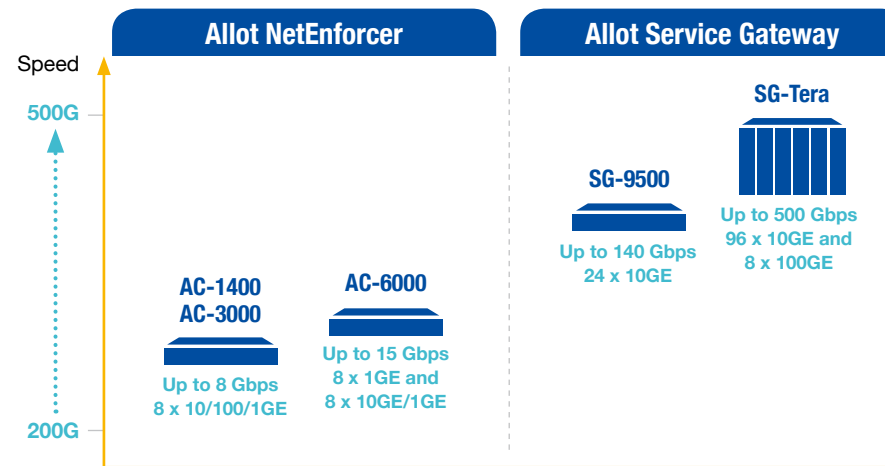 Allot NetEnforcer
Allot Service Gateway
Speed
500G
200G
AC-1400
AC-3000
Up to 8 Gbps
8 x 10/100/1GE
AC-6000
Up to 15 Gbps
8 x 1GE and
8 x 10GE/1GE
SG-9500
Up to 140 Gbps
24 x 10GE
SG-Tera
Up to 500 Gbps
96 x 10GE and
8 x 100GE